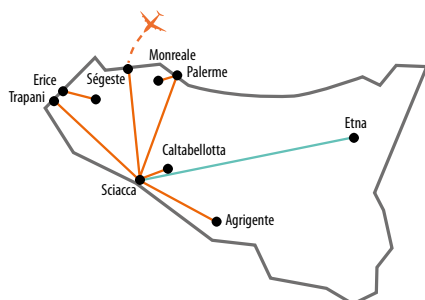 Monreale
Palerme
Ségeste
Erice
Trapani
Etna
Caltabellotta
Sciacca
Agrigente